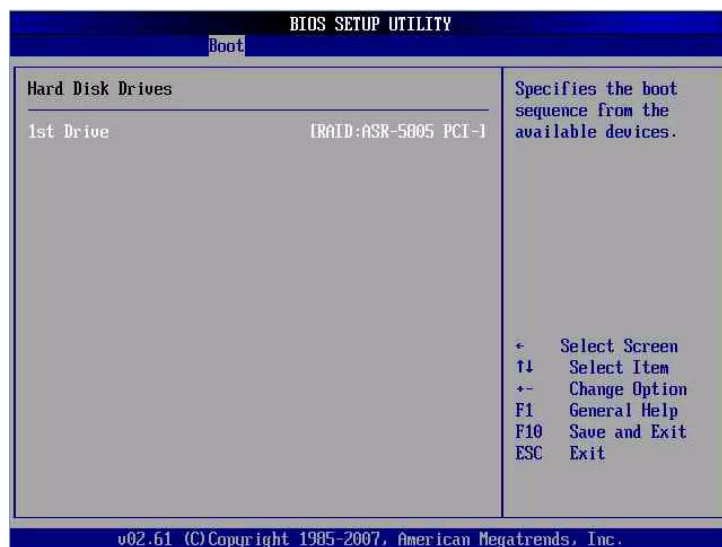 BIOS SETUP UTILITY
Boot
Hard Disk Drives
1st Drive [RAID:ASR-5805 PCI-]
Specifies the boot
sequence from the
available devices.
← Select Screen
↑↓ Select Item
+- Change Option
F1 General Help
F10 Save and Exit
ESC Exit
v02.61 (C)Copyright 1985-2007, American Megatrends, Inc.